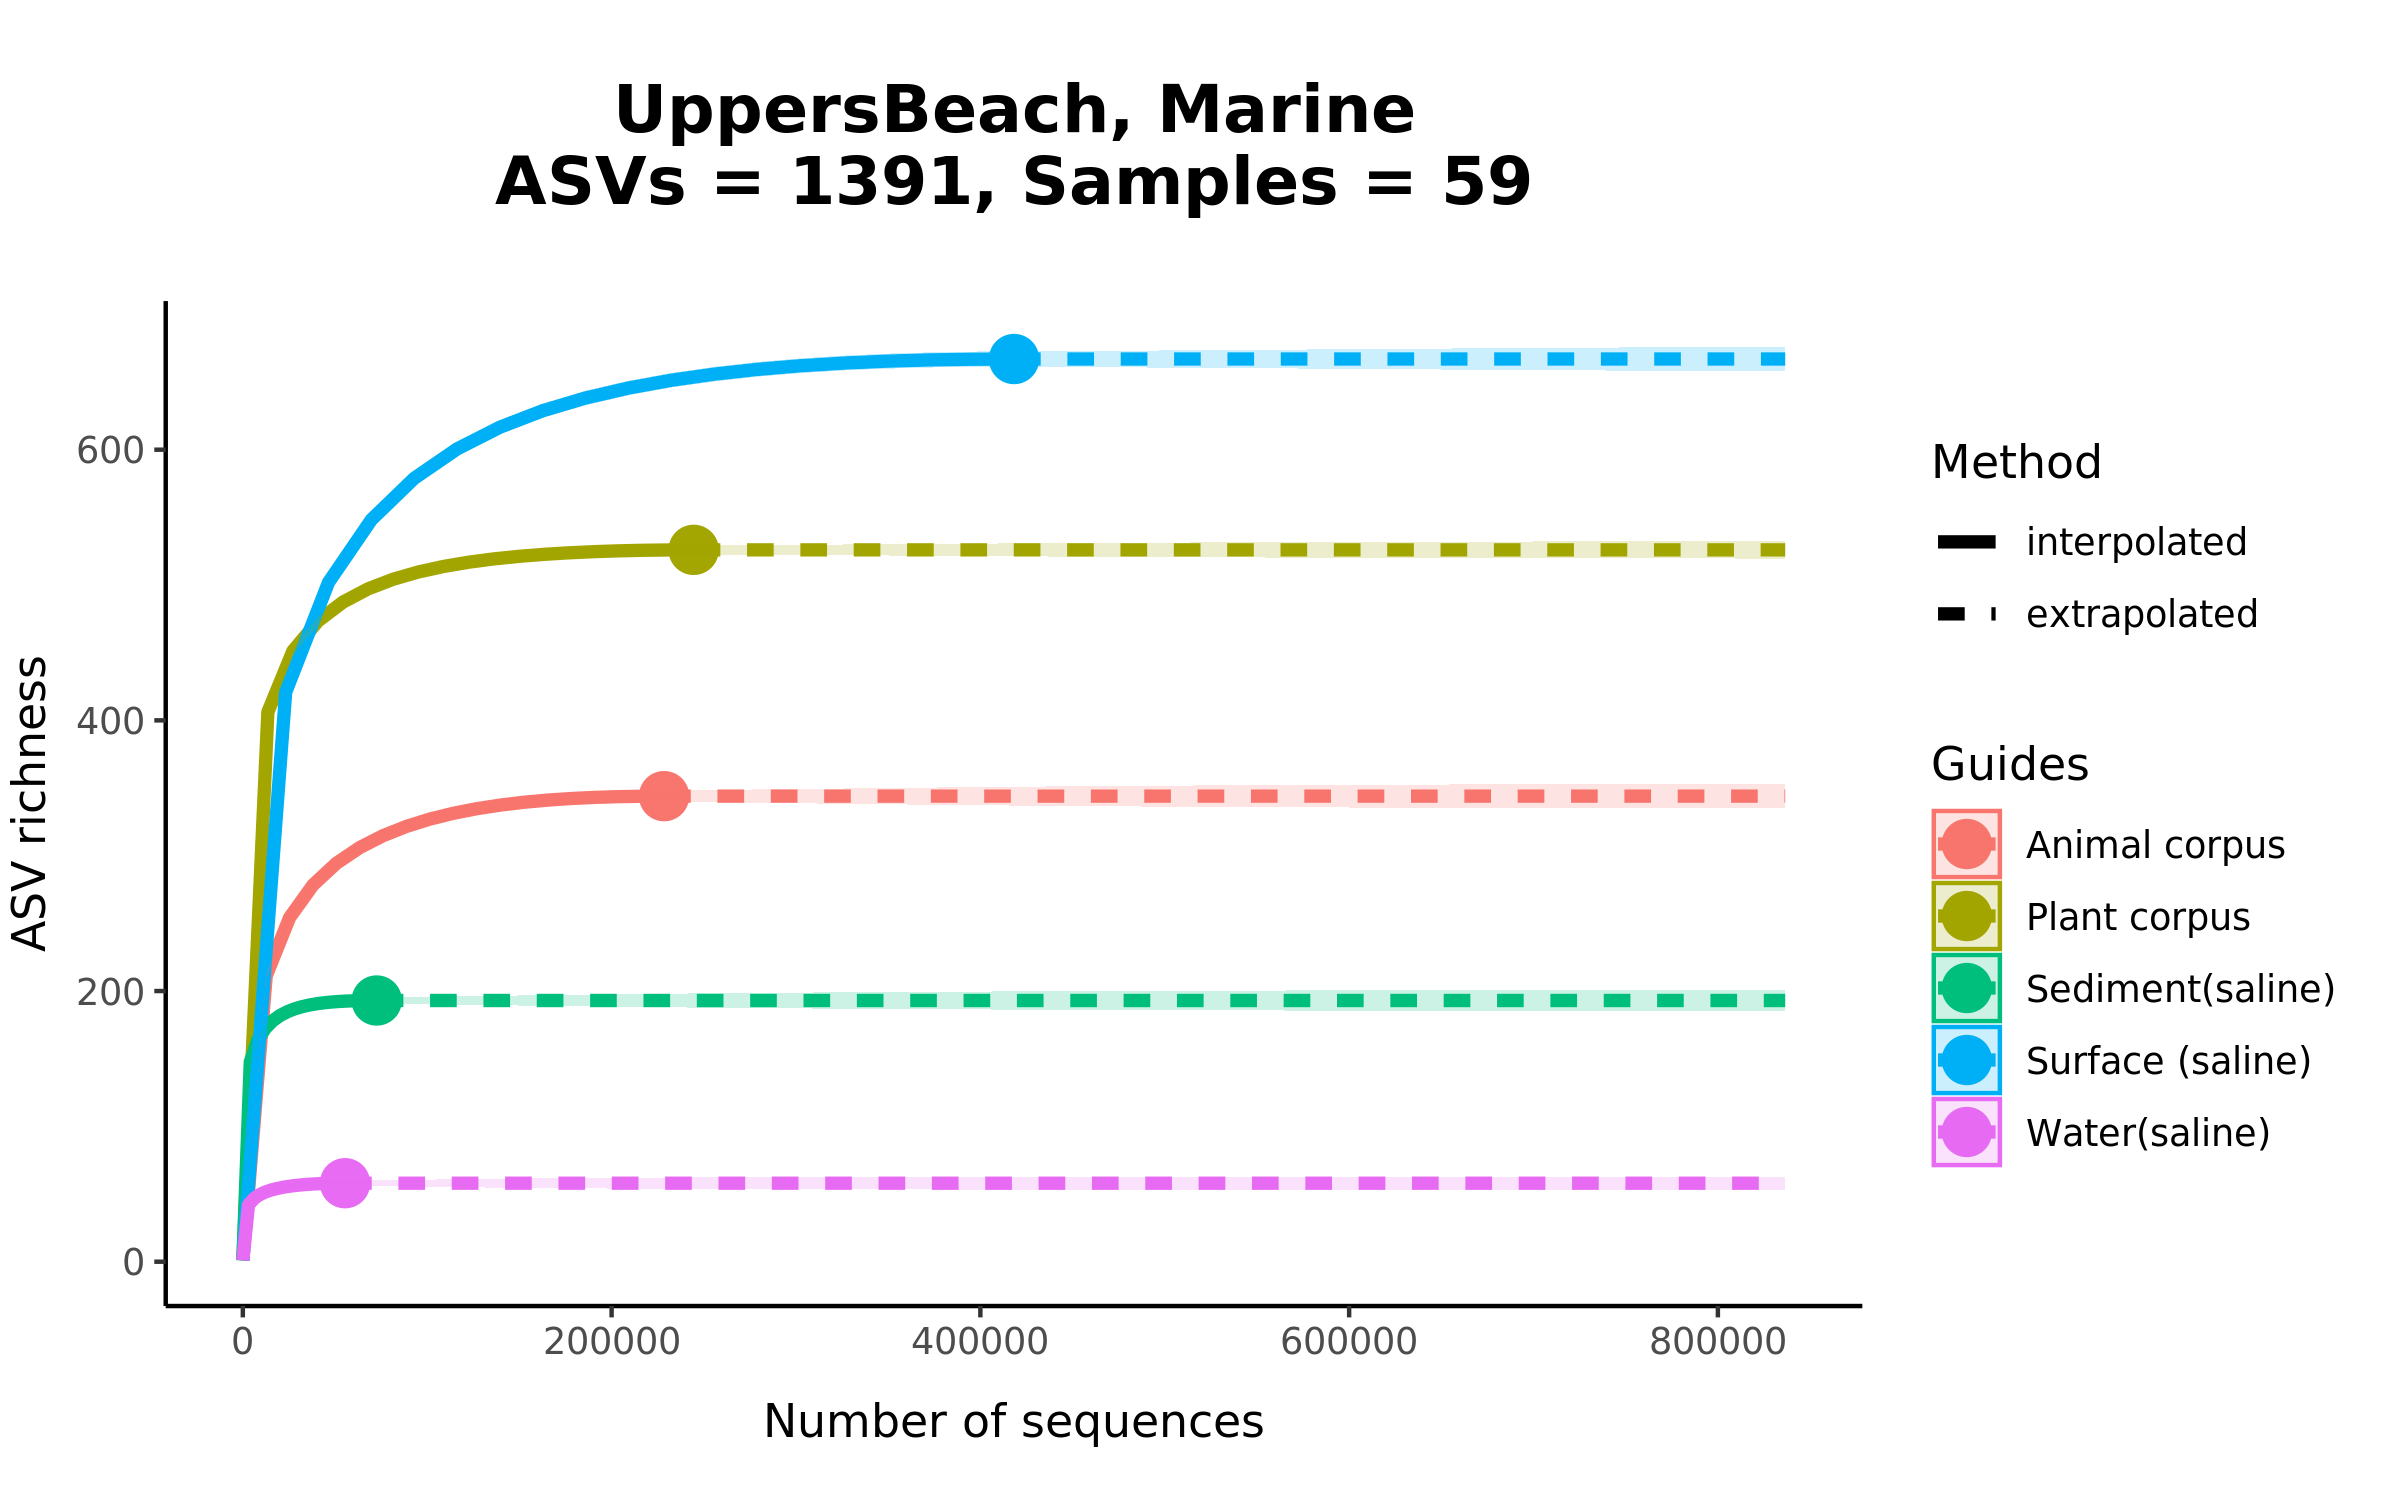 UppersBeach, Marine
ASVs = 1391, Samples = 59
ASV richness
600
400
200
0
0 200000 400000 600000 800000
Number of sequences
Method
interpolated
extrapolated
Guides
Animal corpus
Plant corpus
Sediment(saline)
Surface (saline)
Water(saline)